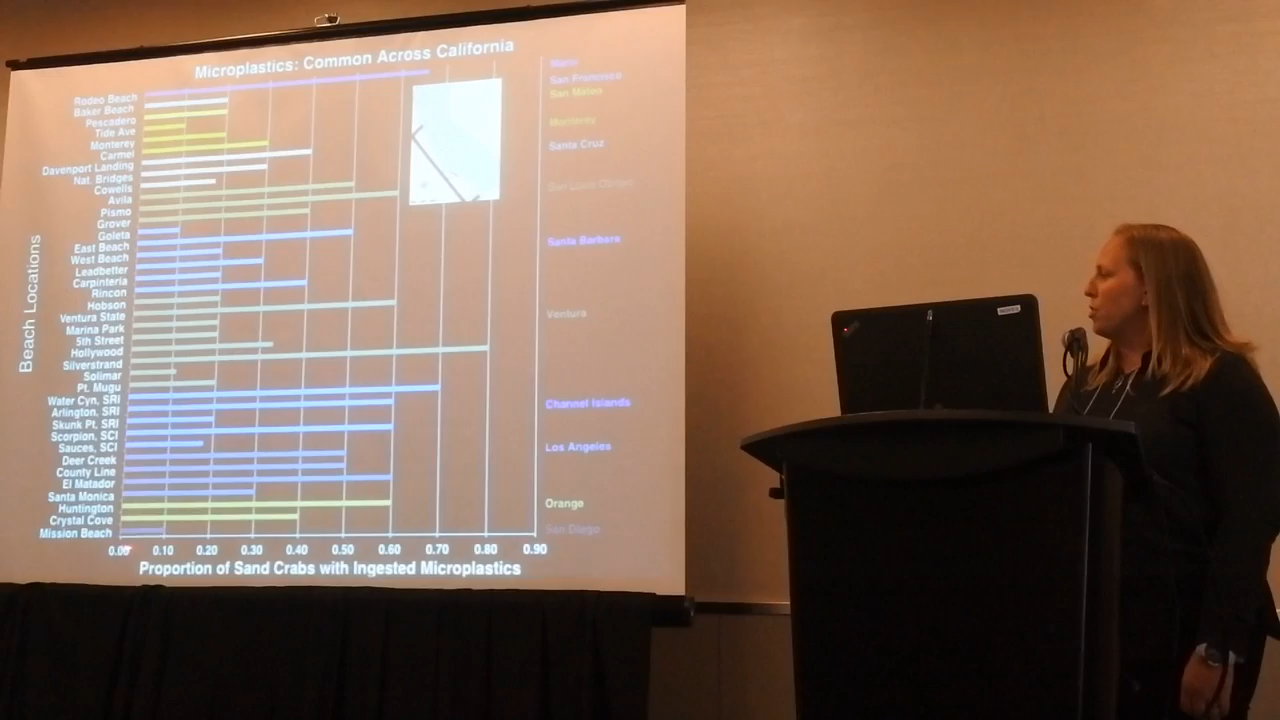 Microplastics: Common Across California
Beach Locations
Rodeo Beach
Baker Beach
Pescadero
Tide Ave
Monterey
Carmel
Davenport Landing
Nat. Bridges
Cowells
Avila
Pismo
Grover
Goleta
East Beach
West Beach
Leadbetter
Carpinteria
Rincon
Hobson
Ventura State
Marina Park
5th Street
Hollywood
Silverstrand
Solimar
Pt. Mugu
Water Cyn, SRI
Arlington, SRI
Skunk Pt, SRI
Scorpion, SCI
Sauces, SCI
Deer Creek
County Line
El Matador
Santa Monica
Huntington
Crystal Cove
Mission Beach
0.00 0.10 0.20 0.30 0.40 0.50 0.60 0.70 0.80 0.90
Proportion of Sand Crabs with Ingested Microplastics
Marin
San Francisco
San Mateo
Monterey
Santa Cruz
San Luis Obispo
Santa Barbara
Ventura
Channel Islands
Los Angeles
Orange
San Diego